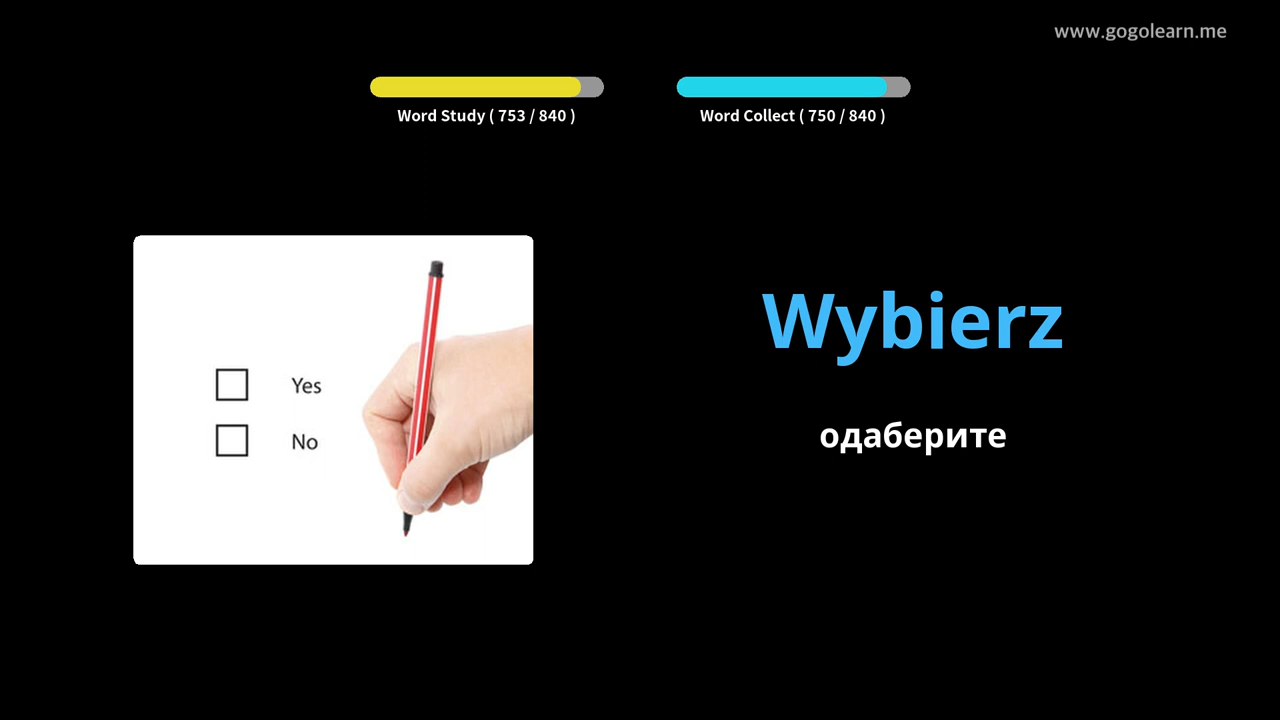 www.gogolearn.me
Word Study ( 753 / 840 )
Word Collect ( 750 / 840 )
Yes
No
Wybierz
одаберите